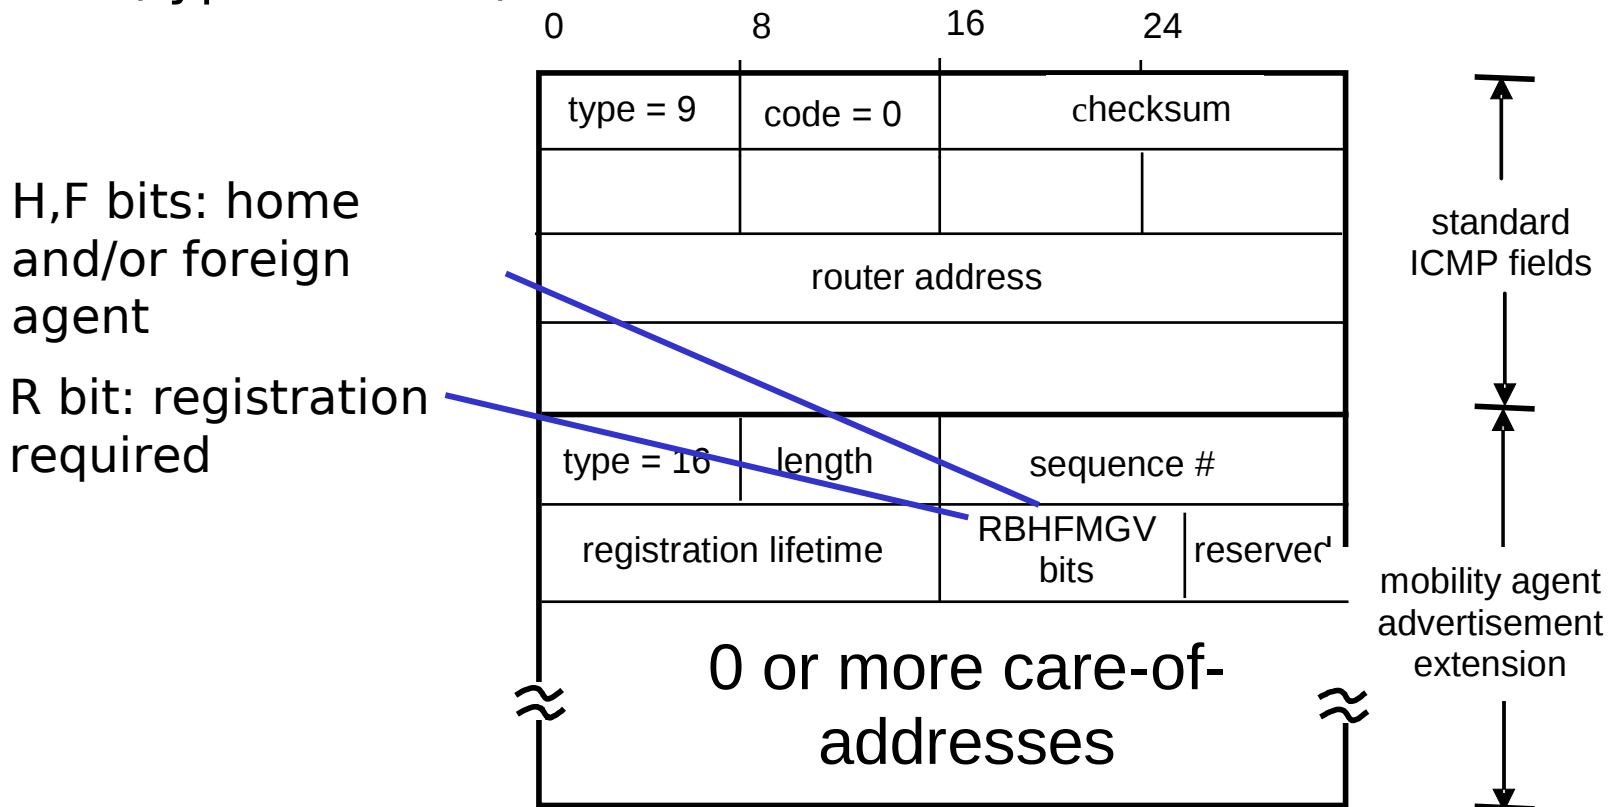 0 8 16 24
type = 9 code = 0 checksum
H,F bits: home
and/or foreign
agent
standard
ICMP fields
router address
R bit: registration
required
type = 16 length sequence #
registration lifetime
RBHFMGV
bits
reserved
mobility agent
advertisement
extension
0 or more care-of-
addresses